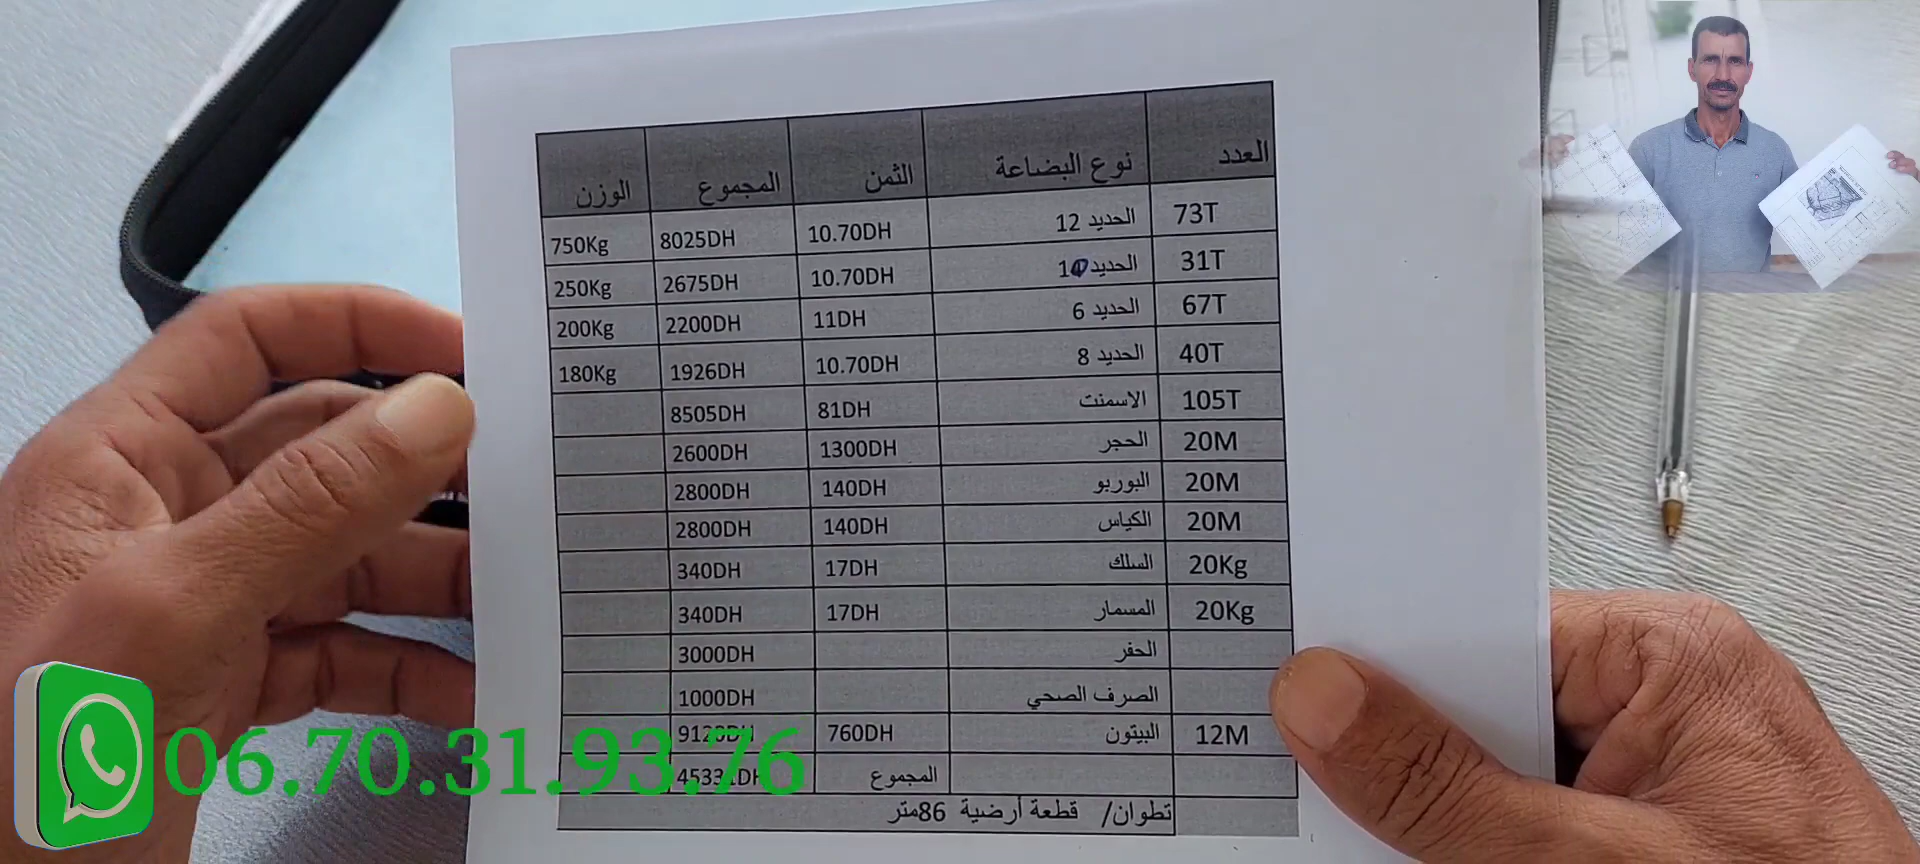 العدد نوع البضاعة الثمن المجموع الوزن
73T الحديد 12 10.70DH 8025DH 750Kg
31T الحديد 10.70DH 2675DH 250Kg
67T الحديد 6 11DH 2200DH 200Kg
40T الحديد 8 10.70DH 1926DH 180Kg
105T الاسمنت 81DH 8505DH
20M الحجر 1300DH 2600DH
20M البوربو 140DH 2800DH
20M الكياس 140DH 2800DH
20Kg السلك 17DH 340DH
20Kg المسمار 17DH 340DH
الحفر 3000DH
الصرف الصحي 1000DH
12M البيتون 760DH
المجموع
تطوان/ قطعة أرضية 86متر
06.70.31.93.76